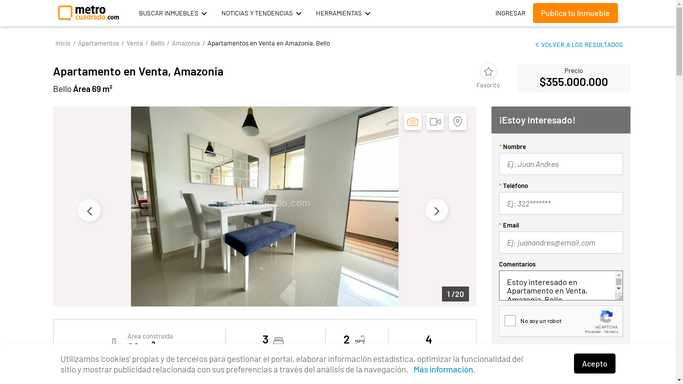 metro
cuadrado.com
BUSCAR INMUEBLES
NOTICIAS Y TENDENCIAS
HERRAMIENTAS
INGRESAR
Publica tu Inmueble
Inicio / Apartamentos / Venta / Bello / Amazonia / Apartamentos en Venta en Amazonia, Bello
VOLVER A LOS RESULTADOS
Apartamento en Venta, Amazonia
Bello Área 69 m²
Favorito
Precio
$355.000.000
1 / 20
¡Estoy Interesado!
* Nombre
Ej: Juan Andres
* Teléfono
Ej: 322*******
* Email
Ej: juanandres@email.com
Comentarios
Estoy interesado en
Apartamento en Venta,
Amazonia, Bello
No soy un robot
reCAPTCHA
Privacidad - Términos
Área construida
3
2
4
Utilizamos 'cookies' propias y de terceros para gestionar el portal, elaborar información estadística, optimizar la funcionalidad del
sitio y mostrar publicidad relacionada con sus preferencias a través del análisis de la navegación. Más información.
Acepto